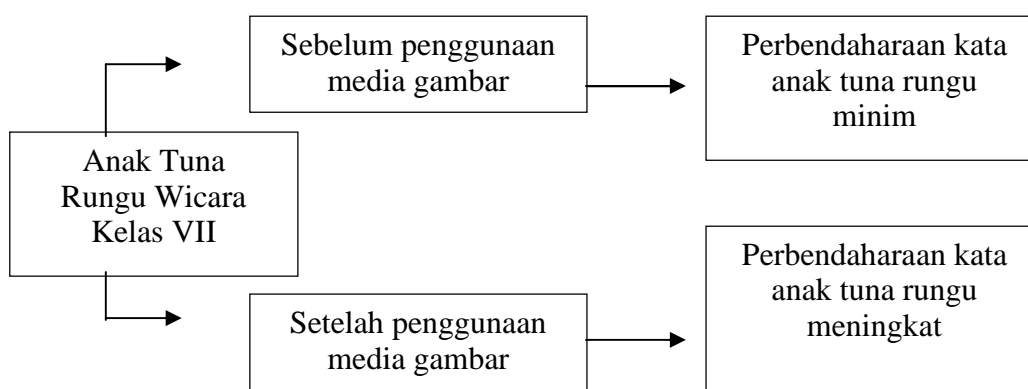 Sebelum penggunaan
media gambar
Perbendaharaan kata
anak tuna rungu
minim
Anak Tuna
Rungu Wicara
Kelas VII
Perbendaharaan kata
anak tuna rungu
meningkat
Setelah penggunaan
media gambar